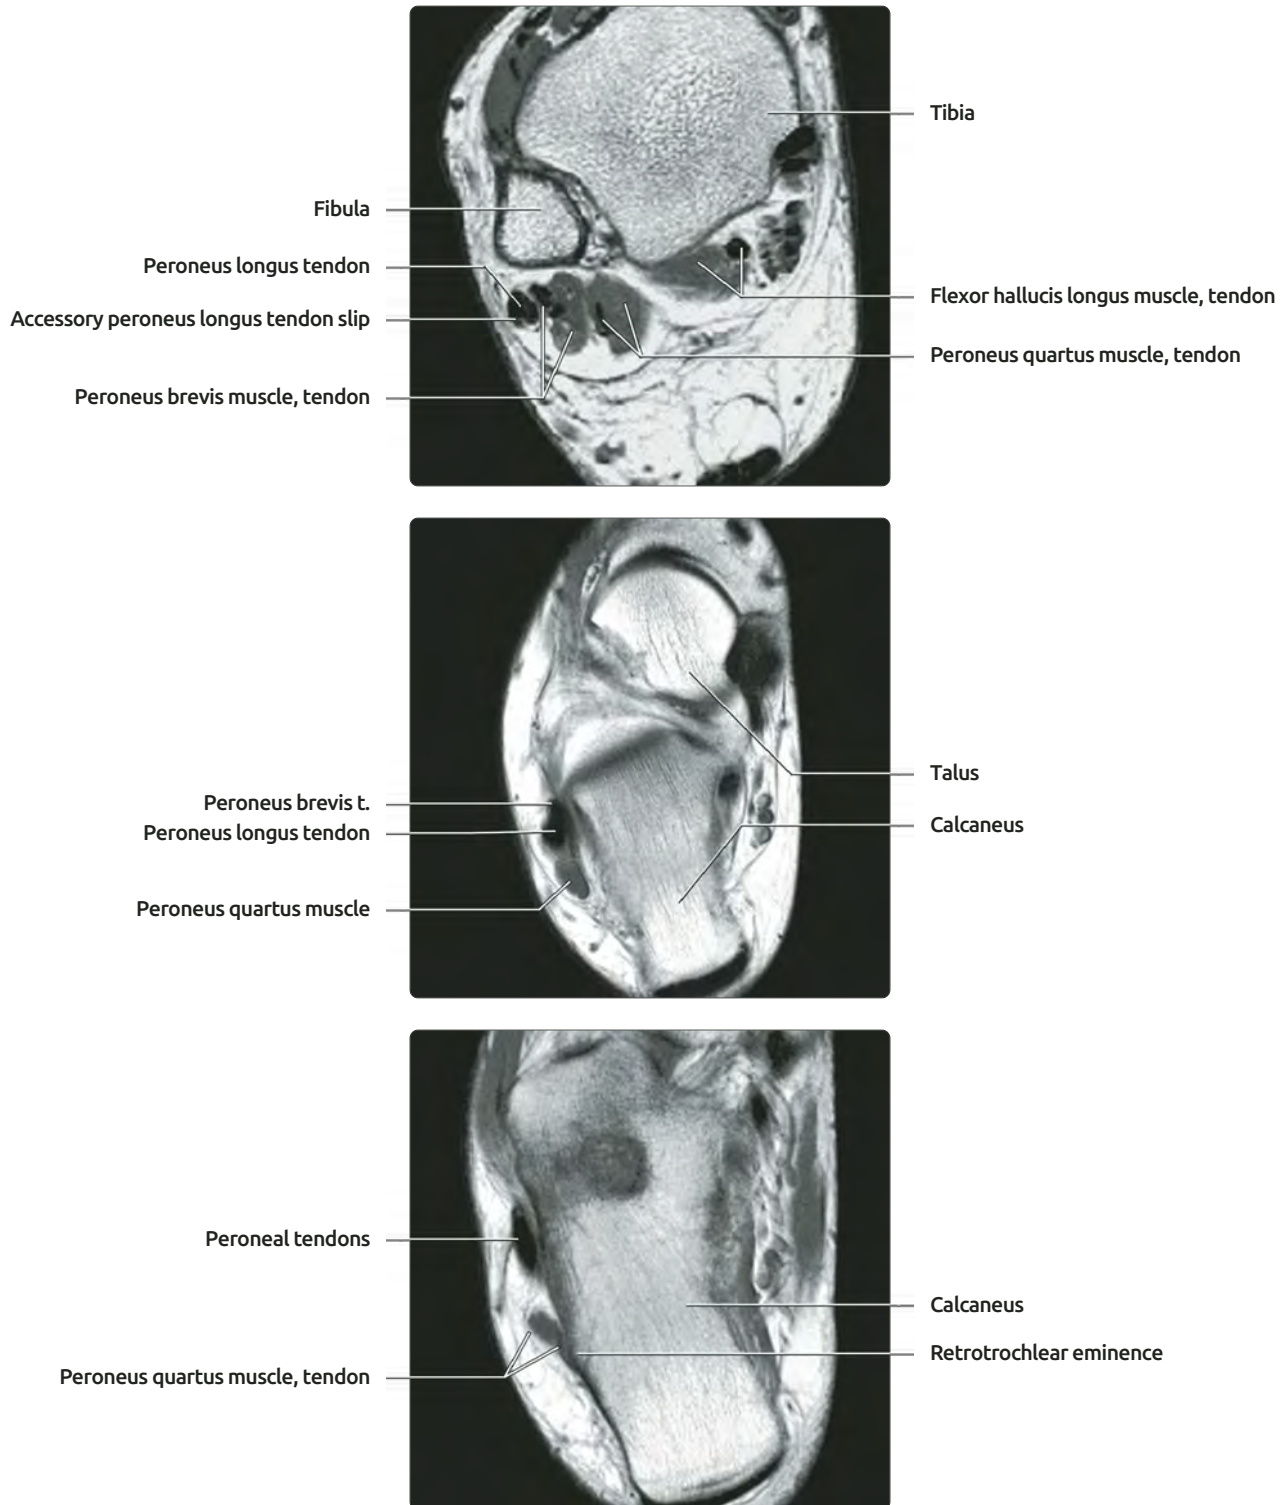 Tibia
Fibula
Peroneus longus tendon
Accessory peroneus longus tendon slip
Peroneus brevis muscle, tendon
Flexor hallucis longus muscle, tendon
Peroneus quartus muscle, tendon
Peroneus brevis t.
Peroneus longus tendon
Peroneus quartus muscle
Talus
Calcaneus
Peroneal tendons
Peroneus quartus muscle, tendon
Calcaneus
Retrotrochlear eminence